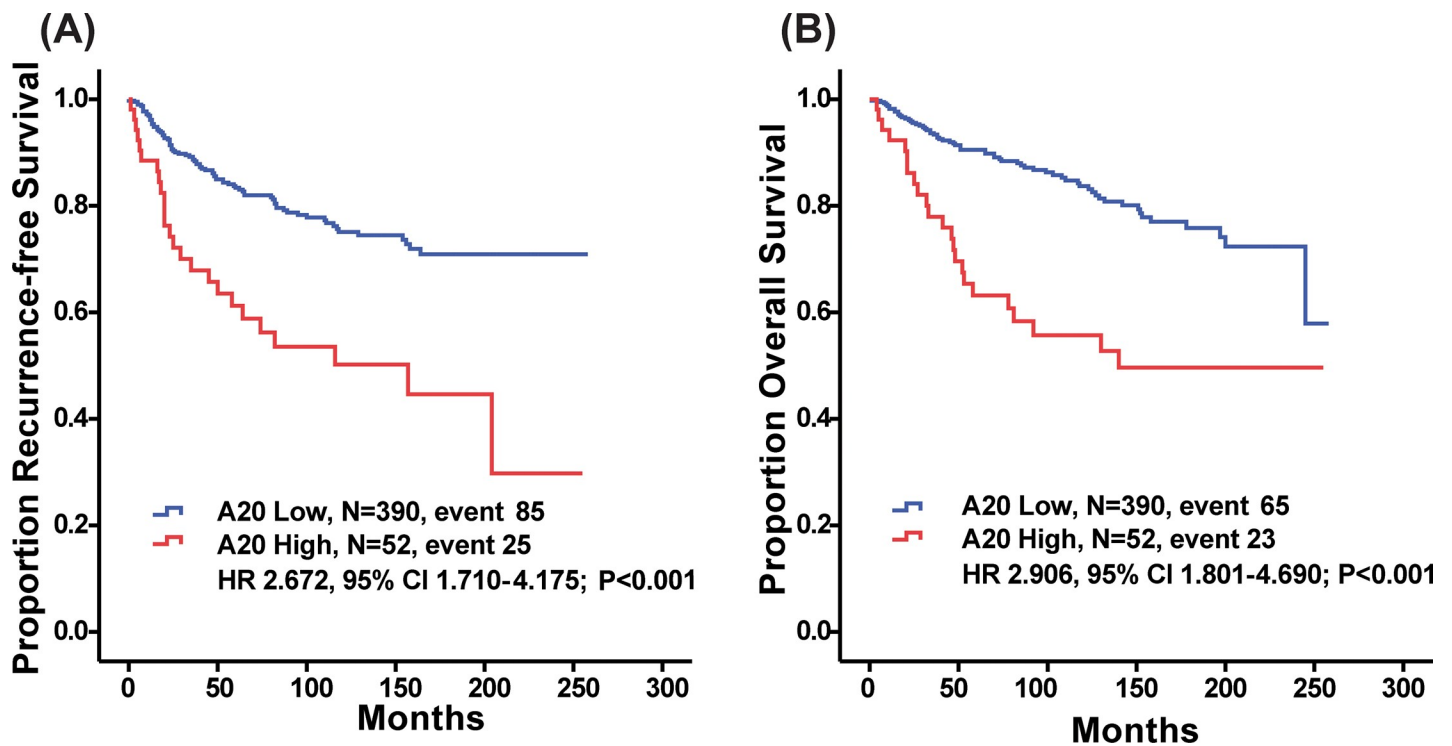 (A)
Proportion Recurrence-free Survival
1.0
0.8
0.6
0.4
0.2
0.0
A20 Low, N=390, event 85
A20 High, N=52, event 25
HR 2.672, 95% CI 1.710-4.175; P<0.001
0 50 100 150 200 250 300
Months
(B)
Proportion Overall Survival
1.0
0.8
0.6
0.4
0.2
0.0
A20 Low, N=390, event 65
A20 High, N=52, event 23
HR 2.906, 95% CI 1.801-4.690; P<0.001
0 50 100 150 200 250 300
Months